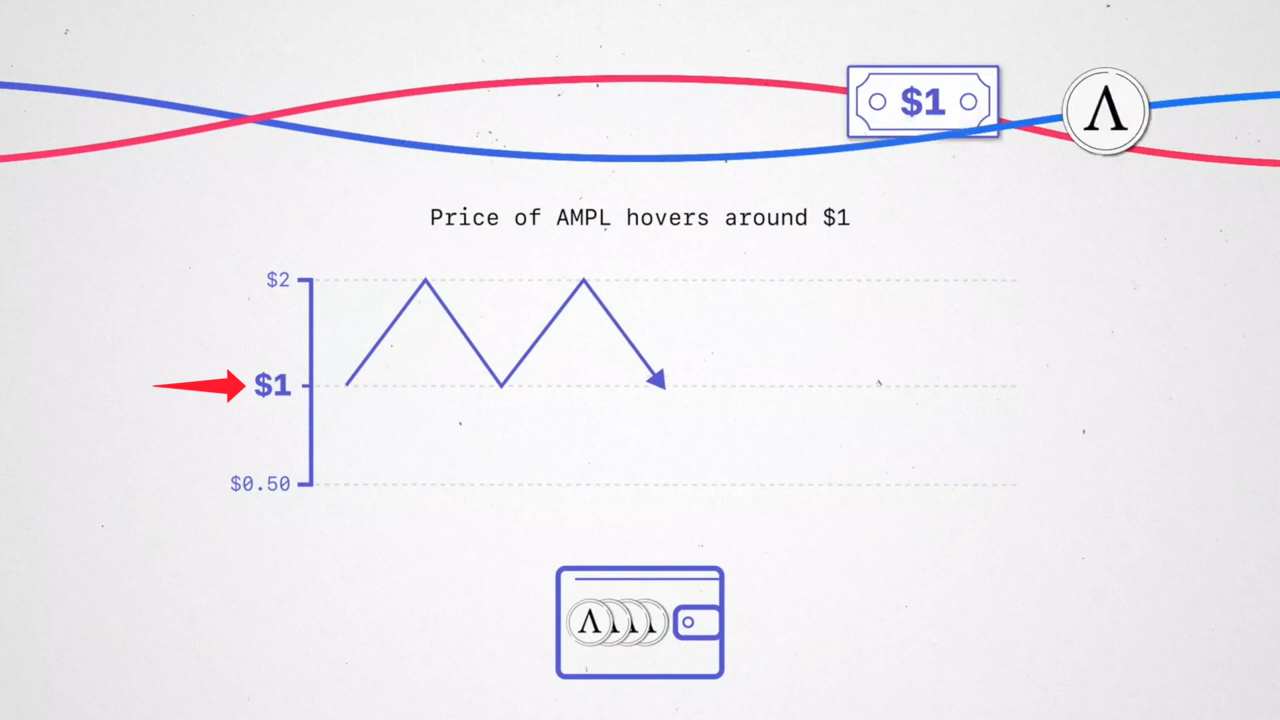 $1
Λ
Price of AMPL hovers around $1
$2
$1
$0.50
Λ